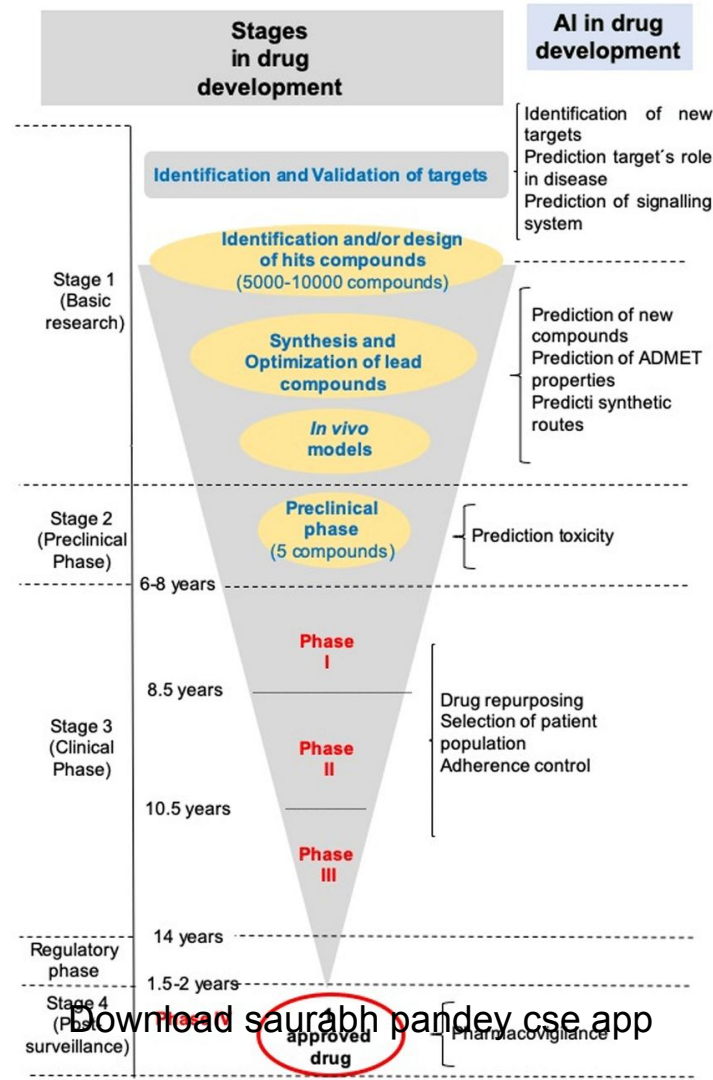 Stages
in drug
development
AI in drug
development
Identification of new
targets
Prediction target´s role
in disease
Prediction of signalling
system
Identification and Validation of targets
Identification and/or design
of hits compounds
(5000-10000 compounds)
Stage 1
(Basic
research)
Synthesis and
Optimization of lead
compounds
In vivo
models
Prediction of new
compounds
Prediction of ADMET
properties
Predicti synthetic
routes
Stage 2
(Preclinical
Phase)
Preclinical
phase
(5 compounds)
Prediction toxicity
6-8 years
Phase
I
8.5 years
Stage 3
(Clinical
Phase)
Phase
II
Drug repurposing
Selection of patient
population
Adherence control
10.5 years
Phase
III
14 years
Regulatory
phase
1.5-2 years
Stage 4
(Post-
surveillance)
Phase IV
1
approved
drug
Pharmacovigilance
Download saurabh pandey cse app